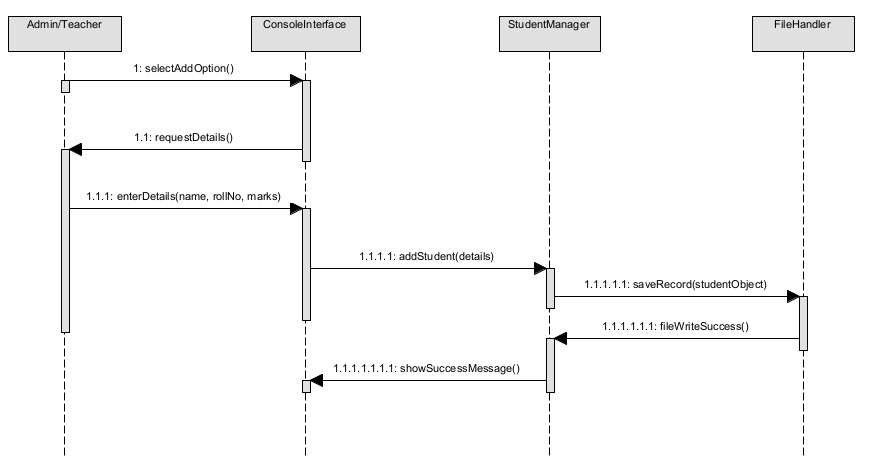 Admin/Teacher
ConsoleInterface
StudentManager
FileHandler
1: selectAddOption()
1.1: requestDetails()
1.1.1: enterDetails(name, rollNo, marks)
1.1.1.1: addStudent(details)
1.1.1.1.1: saveRecord(studentObject)
1.1.1.1.1.1: fileWriteSuccess()
1.1.1.1.1.1.1: showSuccessMessage()